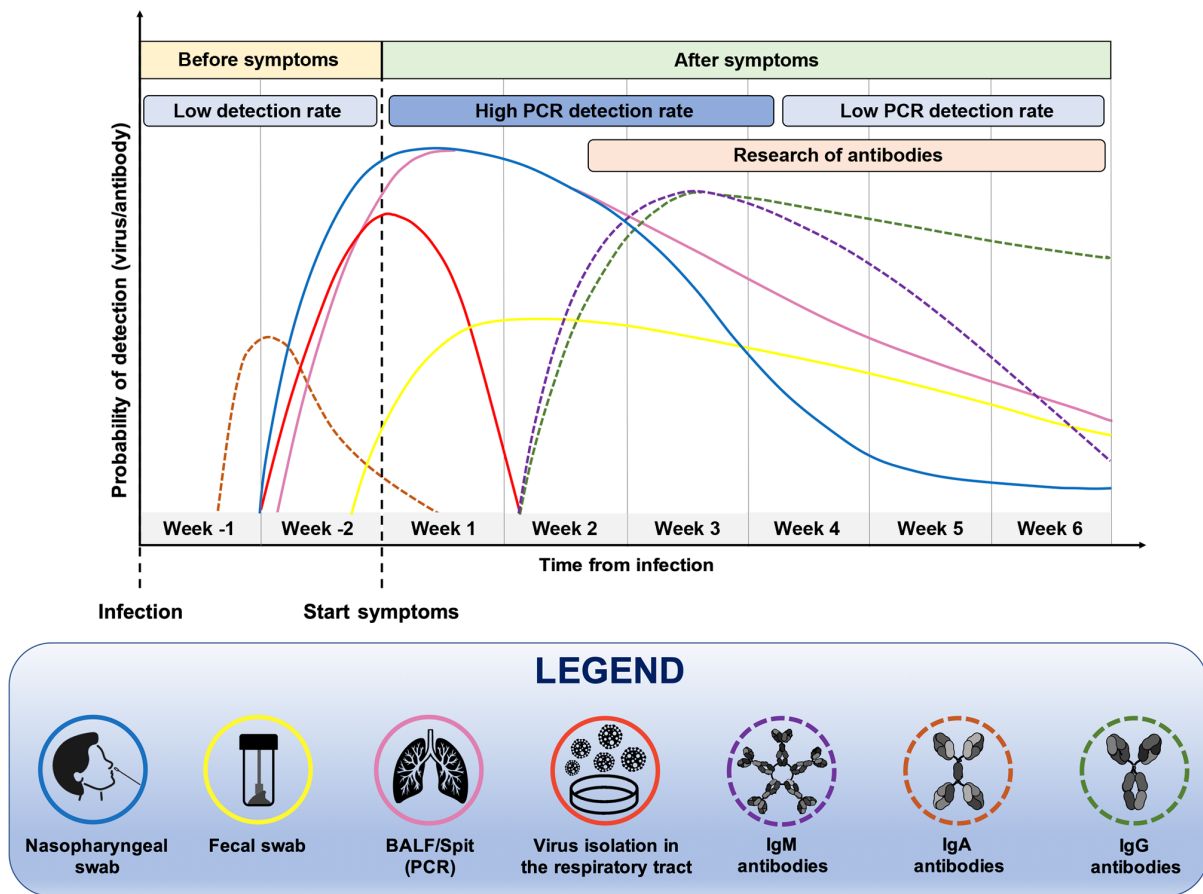 Before symptoms
After symptoms
Low detection rate
High PCR detection rate
Low PCR detection rate
Research of antibodies
Probability of detection (virus/antibody)
Week -1
Week -2
Week 1
Week 2
Week 3
Week 4
Week 5
Week 6
Time from infection
Infection
Start symptoms
LEGEND
Nasopharyngeal
swab
Fecal swab
BALF/Spit
(PCR)
Virus isolation in
the respiratory tract
IgM
antibodies
IgA
antibodies
IgG
antibodies